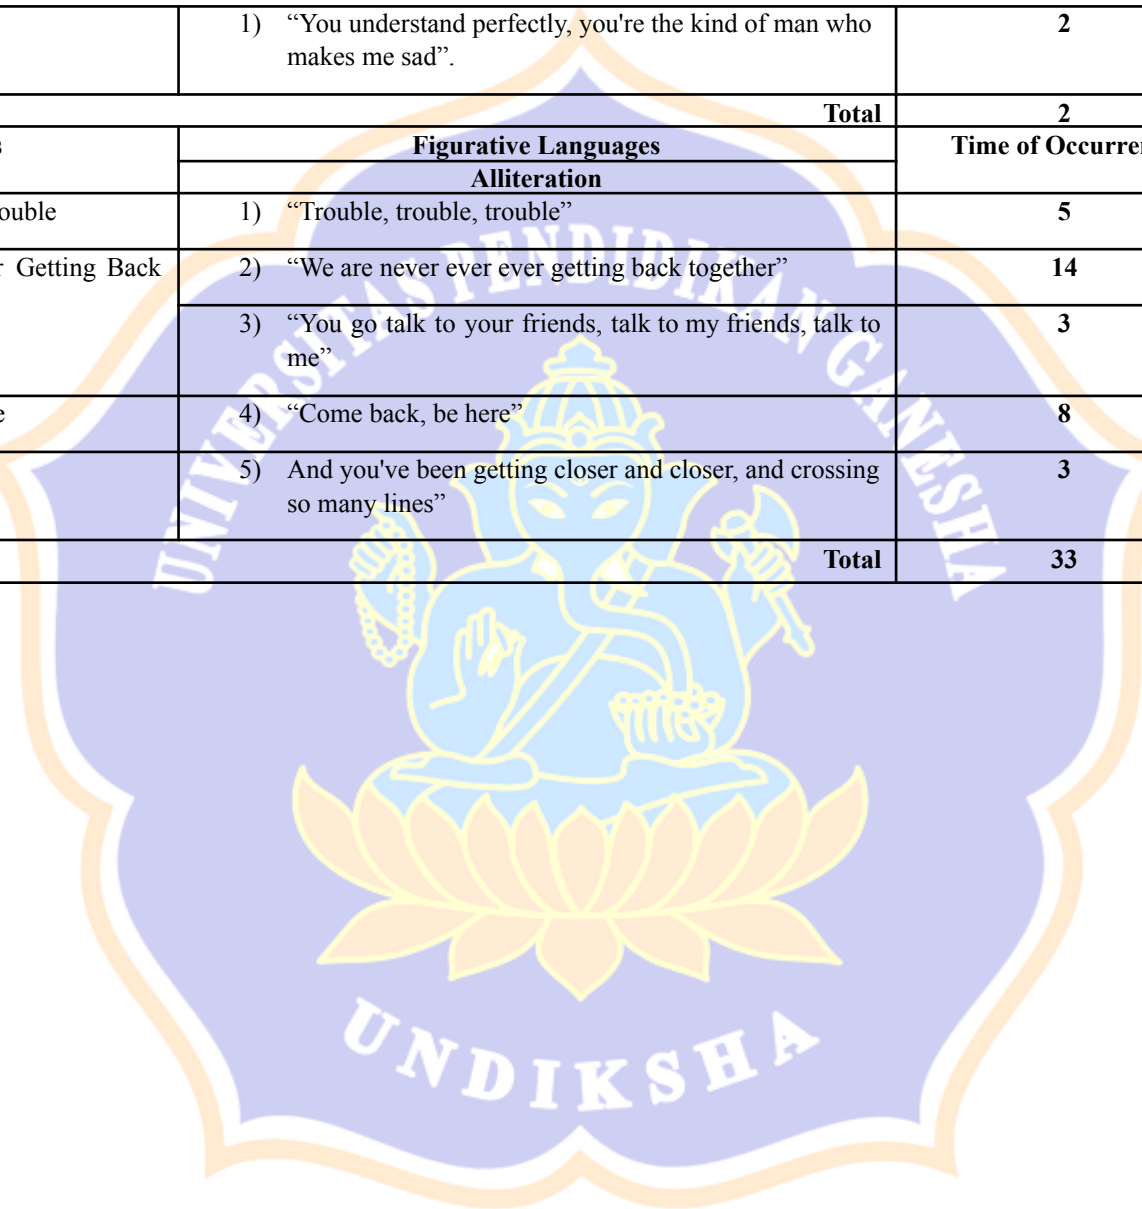 1) “You understand perfectly, you're the kind of man who 2
makes me sad”.
Total 2
Figurative Languages Time of Occurre
Alliteration
ouble 1) “Trouble, trouble, trouble” 5
r Getting Back 2) “We are never ever ever getting back together” 14
3) “You go talk to your friends, talk to my friends, talk to 3
me”
e 4) “Come back, be here” 8
5) And you've been getting closer and closer, and crossing 3
so many lines”
Total 33
UNIVERSITAS PENDIDIKAN GANESHA
UNDIKSHA